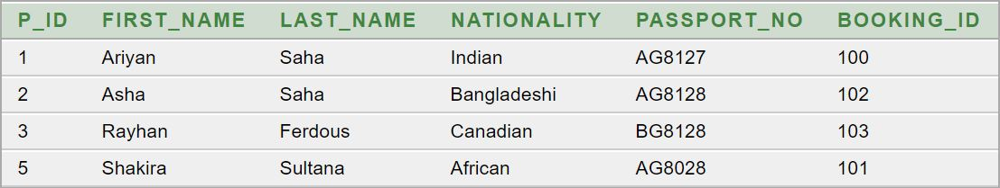 P_ID FIRST_NAME LAST_NAME NATIONALITY PASSPORT_NO BOOKING_ID
1 Ariyan Saha Indian AG8127 100
2 Asha Saha Bangladeshi AG8128 102
3 Rayhan Ferdous Canadian BG8128 103
5 Shakira Sultana African AG8028 101